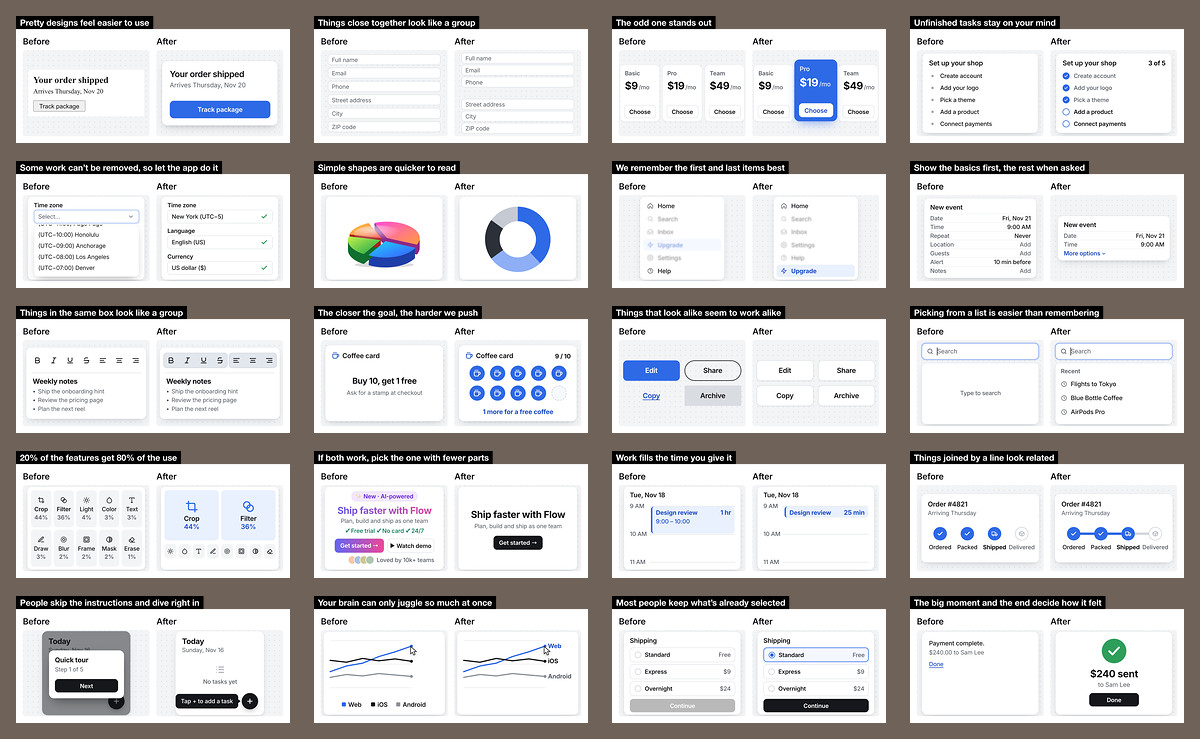 Pretty designs feel easier to use
Before
After
Your order shipped
Arrives Thursday, Nov 20
Track package
Your order shipped
Arrives Thursday, Nov 20
Track package
Things close together look like a group
Before
After
Full name
Email
Phone
Street address
City
ZIP code
Full name
Email
Phone
Street address
City
ZIP code
The odd one stands out
Before
After
Basic
$9/mo
Choose
Pro
$19/mo
Choose
Team
$49/mo
Choose
Basic
$9/mo
Choose
Pro
$19/mo
Choose
Team
$49/mo
Choose
Unfinished tasks stay on your mind
Before
After
Set up your shop
Create account
Add your logo
Pick a theme
Add a product
Connect payments
Set up your shop 3 of 5
Create account
Add your logo
Pick a theme
Add a product
Connect payments
Some work can't be removed, so let the app do it
Before
After
Time zone
Select...
(UTC−10:00) Honolulu
(UTC−09:00) Anchorage
(UTC−08:00) Los Angeles
(UTC−07:00) Denver
Time zone
New York (UTC−5)
Language
English (US)
Currency
US dollar ($)
Simple shapes are quicker to read
Before
After
We remember the first and last items best
Before
After
Home
Search
Inbox
Upgrade
Settings
Help
Home
Search
Inbox
Settings
Help
Upgrade
Show the basics first, the rest when asked
Before
After
New event
Date Fri, Nov 21
Time 9:00 AM
Repeat Never
Location Add
Guests Add
Alert 10 min before
Notes Add
New event
Date Fri, Nov 21
Time 9:00 AM
More options
Things in the same box look like a group
Before
After
B I U S
Weekly notes
• Ship the onboarding hint
• Review the pricing page
• Plan the next reel
B I U S
Weekly notes
• Ship the onboarding hint
• Review the pricing page
• Plan the next reel
The closer the goal, the harder we push
Before
After
Coffee card
Buy 10, get 1 free
Ask for a stamp at checkout
Coffee card 9 / 10
1 more for a free coffee
Things that look alike seem to work alike
Before
After
Edit
Share
Copy
Archive
Edit
Share
Copy
Archive
Picking from a list is easier than remembering
Before
After
Search
Type to search
Search
Recent
Flights to Tokyo
Blue Bottle Coffee
AirPods Pro
20% of the features get 80% of the use
Before
After
Crop
44%
Filter
36%
Light
4%
Color
3%
Text
3%
Draw
3%
Blur
2%
Frame
2%
Mask
2%
Erase
1%
Crop
44%
Filter
36%
If both work, pick the one with fewer parts
Before
After
New · AI-powered
Ship faster with Flow
Plan, build and ship as one team
✓Free trial ✓No card ✓24/7
Get started →
▶ Watch demo
Loved by 10k+ teams
Ship faster with Flow
Plan, build and ship as one team
Get started →
Work fills the time you give it
Before
After
Tue, Nov 18
9 AM
Design review 1 hr
9:00 – 10:00
10 AM
11 AM
Tue, Nov 18
9 AM
Design review 25 min
10 AM
11 AM
Things joined by a line look related
Before
After
Order #4821
Arriving Thursday
Ordered
Packed
Shipped
Delivered
Order #4821
Arriving Thursday
Ordered
Packed
Shipped
Delivered
People skip the instructions and dive right in
Before
After
Today
Sunday, Nov 16
Quick tour
Step 1 of 5
Next
+
Today
Sunday, Nov 16
No tasks yet
Tap + to add a task
+
Your brain can only juggle so much at once
Before
After
Web
iOS
Android
Web
iOS
Android
Most people keep what's already selected
Before
After
Shipping
Standard Free
Express $9
Overnight $24
Continue
Shipping
Standard Free
Express $9
Overnight $24
Continue
The big moment and the end decide how it felt
Before
After
Payment complete.
$240.00 to Sam Lee
Done
$240 sent
to Sam Lee
Done